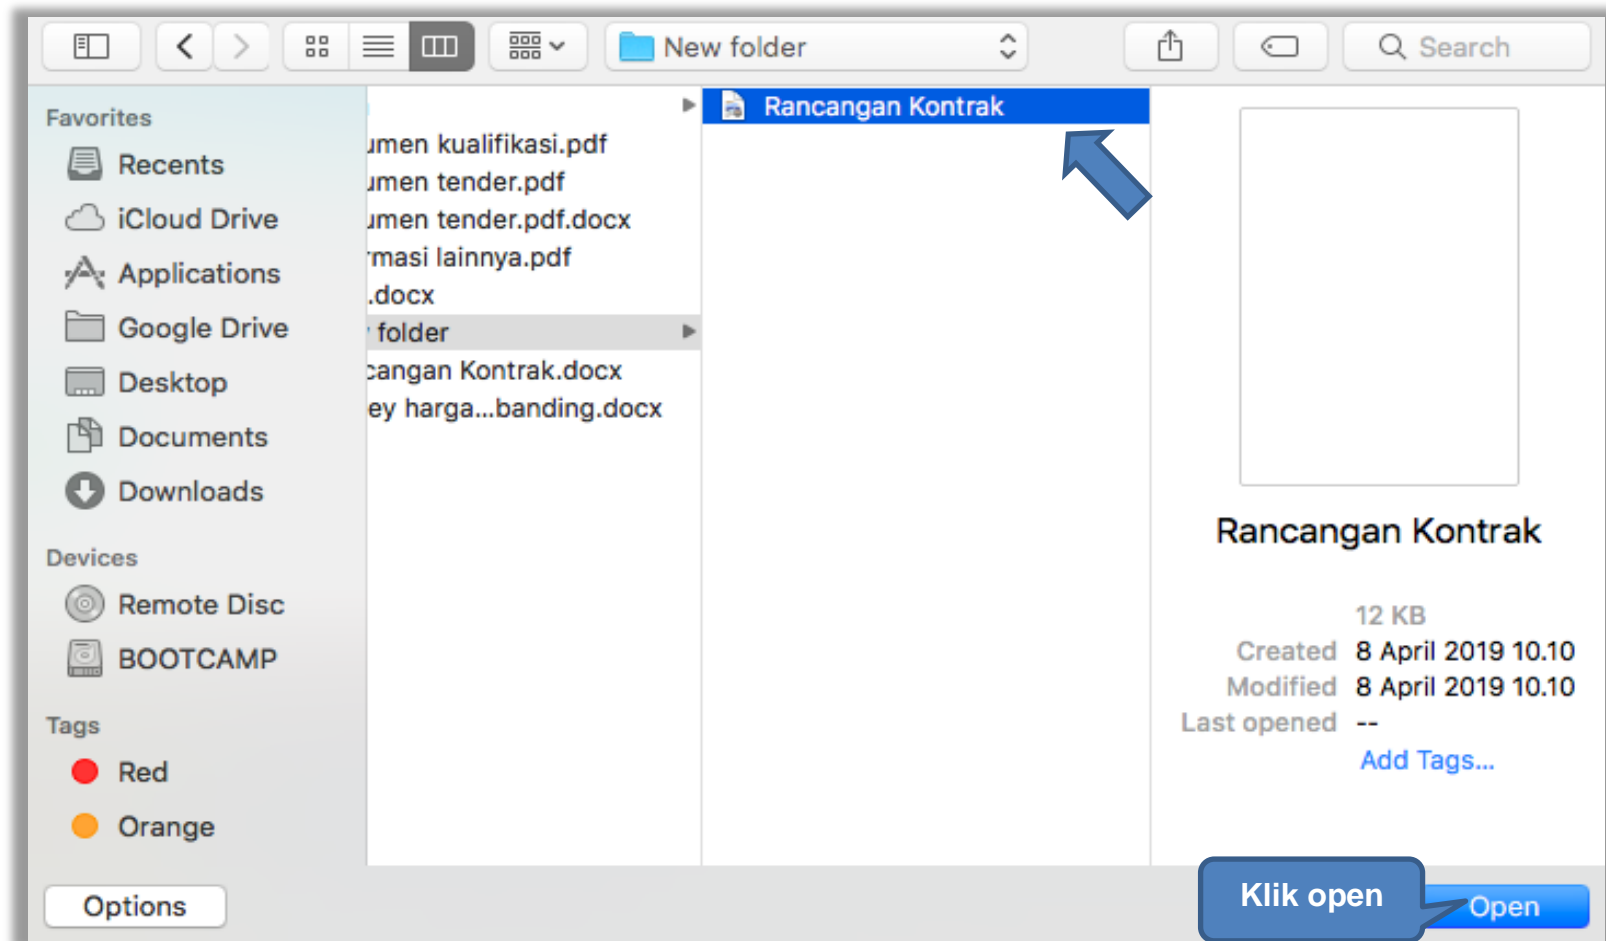 New folder
Search
Favorites
Recents
iCloud Drive
Applications
Google Drive
Desktop
Documents
Downloads
Devices
Remote Disc
BOOTCAMP
Tags
Red
Orange
umen kualifikasi.pdf
umen tender.pdf
umen tender.pdf.docx
rmasi lainnya.pdf
.docx
folder
cangan Kontrak.docx
ey harga...banding.docx
Rancangan Kontrak
Rancangan Kontrak
12 KB
Created 8 April 2019 10.10
Modified 8 April 2019 10.10
Last opened --
Add Tags...
Options
Klik open
Open